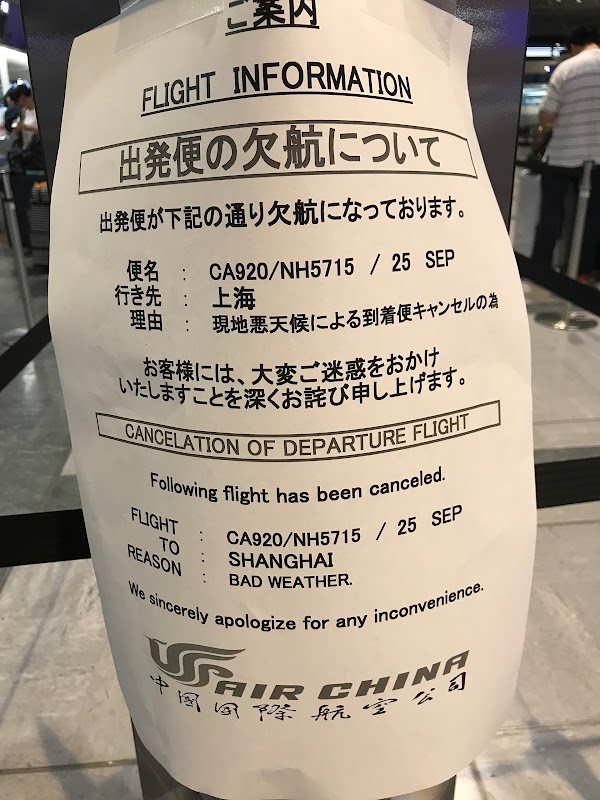 ご案内
FLIGHT INFORMATION
出発便の欠航について
出発便が下記の通り欠航になっております。
便名 : CA920/NH5715 / 25 SEP
行き先 : 上海
理由 : 現地悪天候による到着便キャンセルの為
お客様には、大変ご迷惑をおかけ
いたしますことを深くお詫び申し上げます。
CANCELATION OF DEPARTURE FLIGHT
Following flight has been canceled.
FLIGHT : CA920/NH5715 / 25 SEP
TO : SHANGHAI
REASON : BAD WEATHER.
We sincerely apologize for any inconvenience.
AIR CHINA
中国国際航空公司